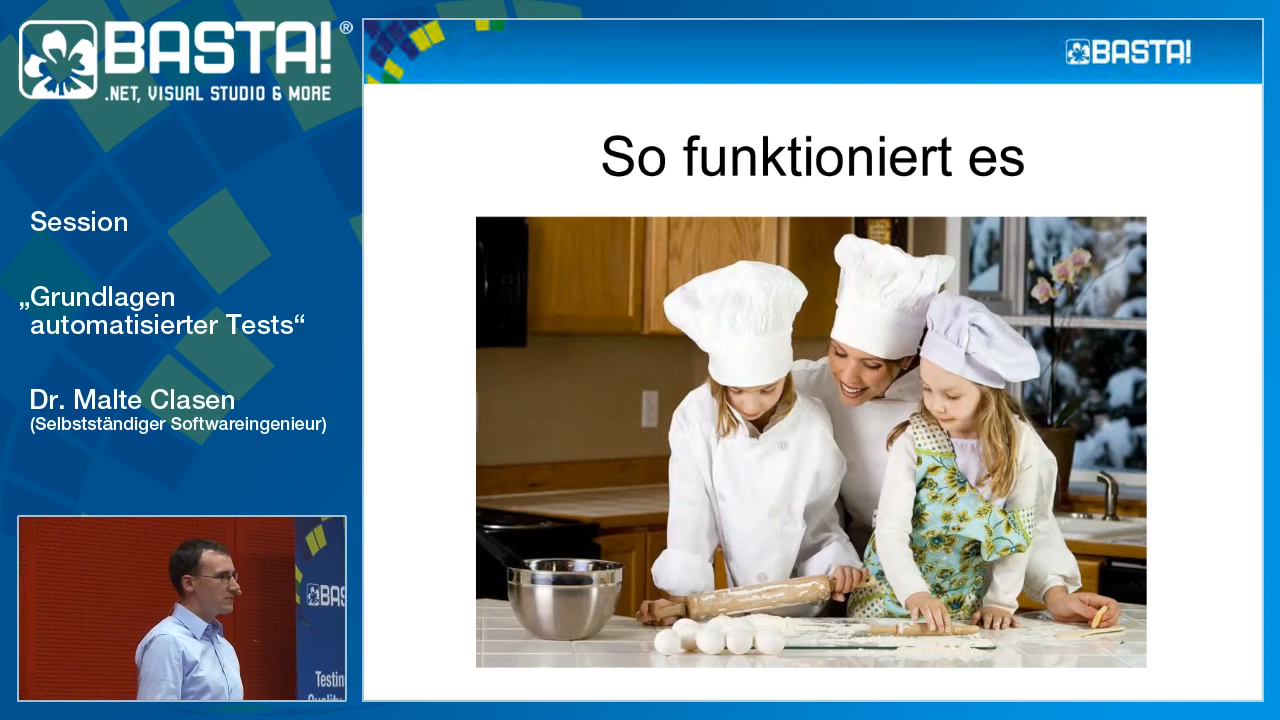 BASTA!®
.NET, VISUAL STUDIO & MORE
BASTA!
So funktioniert es
Session
„Grundlagen
automatisierter Tests“
Dr. Malte Clasen
(Selbstständiger Softwareingenieur)
BAS
Testin